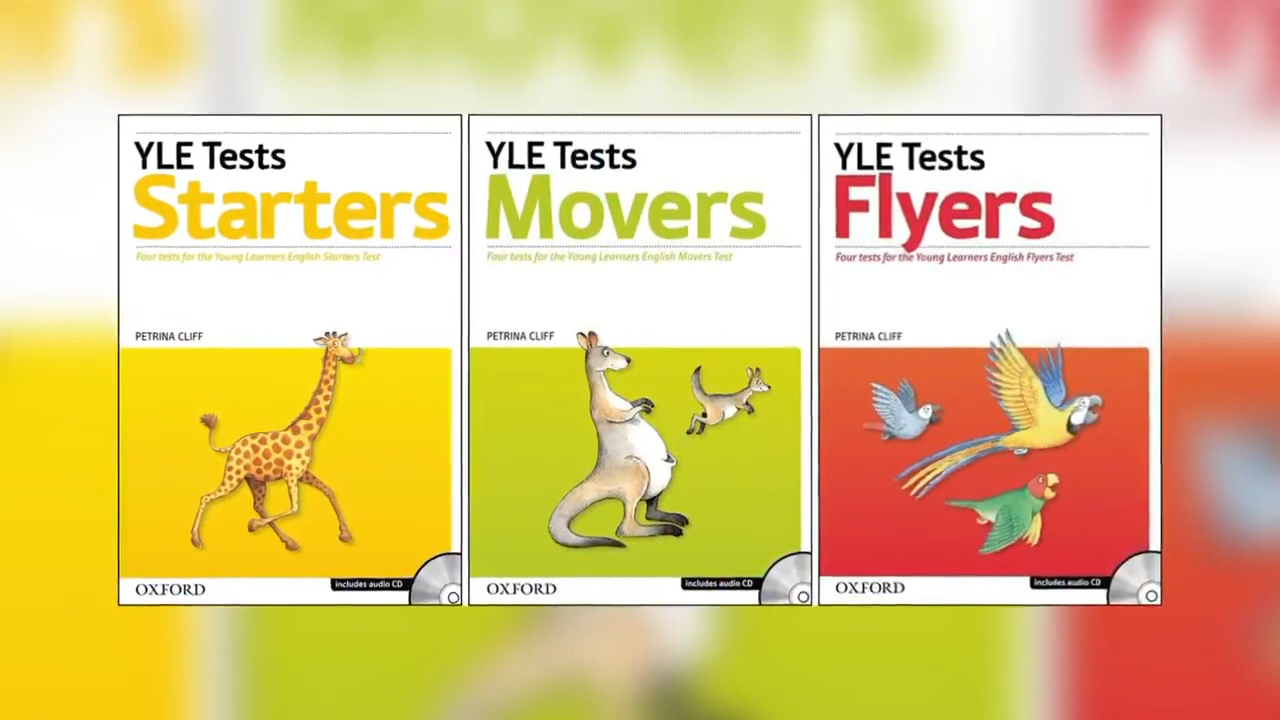 YLE Tests
Starters
Four tests for the Young Learners English Starters Test
PETRINA CLIFF
OXFORD
includes audio CD
YLE Tests
Movers
Four tests for the Young Learners English Movers Test
PETRINA CLIFF
OXFORD
includes audio CD
YLE Tests
Flyers
Four tests for the Young Learners English Flyers Test
PETRINA CLIFF
OXFORD
includes audio CD